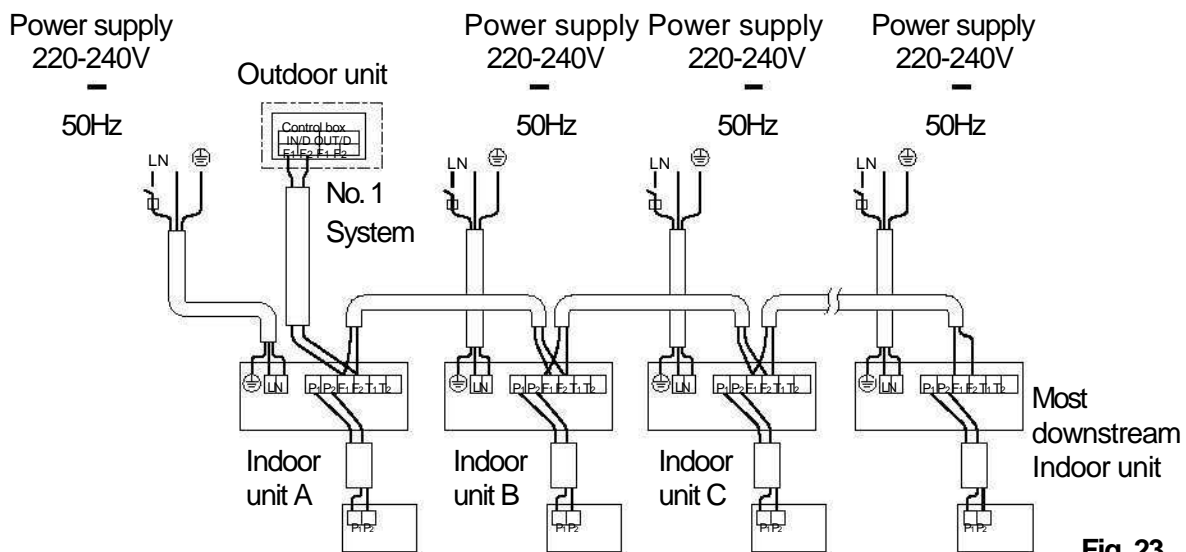 Power supply
220-240V
50Hz
Outdoor unit
Control box
IN/D OUT/D
F1 F2 F1 F2
No. 1
System
Power supply
220-240V
50Hz
Power supply
220-240V
50Hz
Power supply
220-240V
50Hz
LN
LN
LN
LN
LN
P1 P2 F1 F2 T1 T2
LN
P1 P2 F1 F2 T1 T2
LN
P1 P2 F1 F2 T1 T2
LN
P1 P2 F1 F2 T1 T2
Indoor
unit A
Indoor
unit B
Indoor
unit C
Most
downstream
Indoor unit
P1 P2
P1 P2
P1 P2
P1 P2
Fig. 23